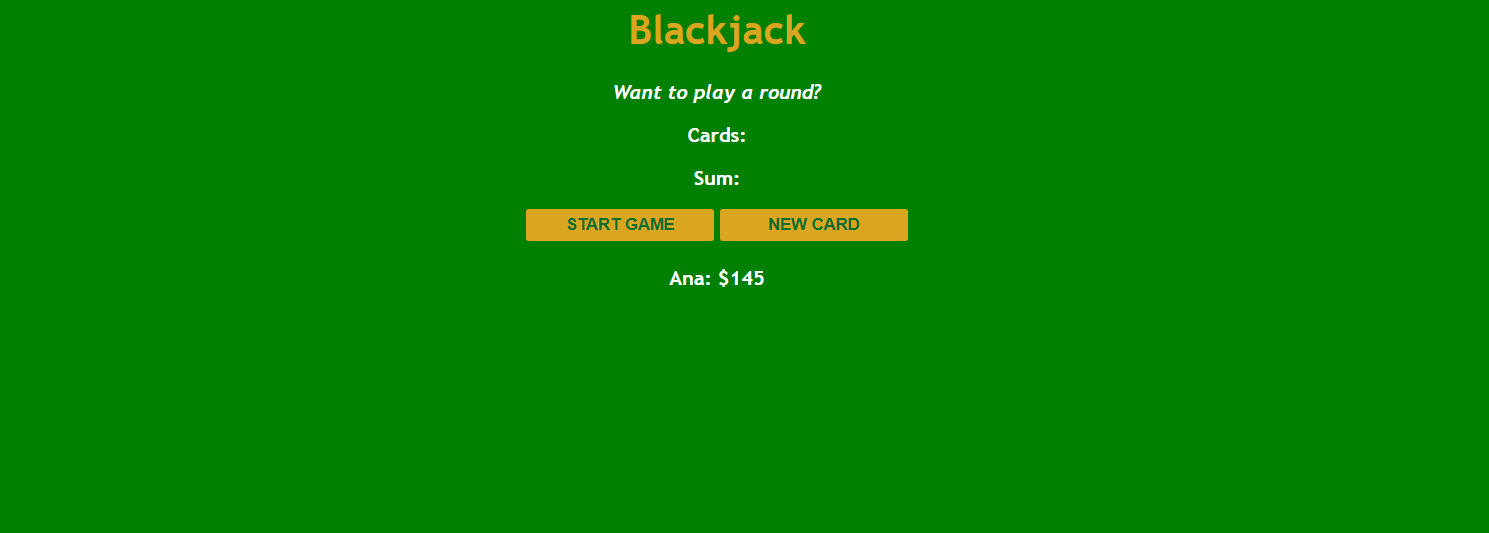 Blackjack
Want to play a round?
Cards:
Sum:
START GAME NEW CARD
Ana: $145